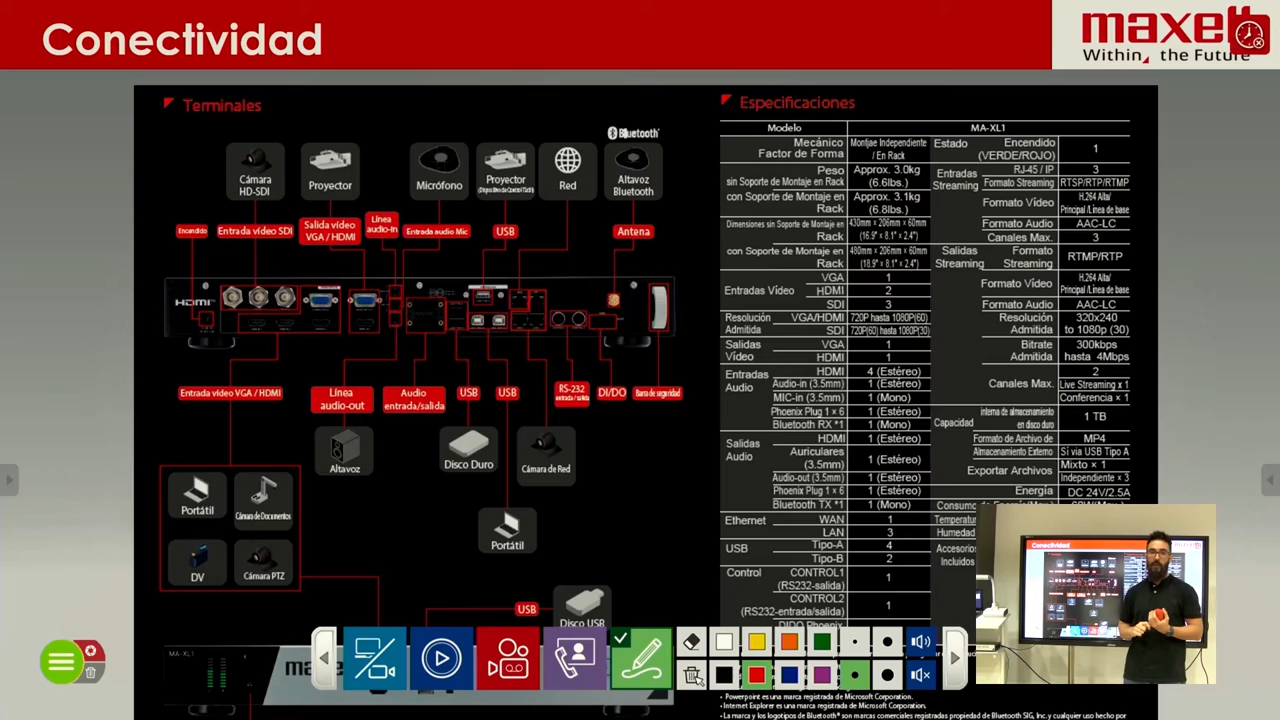 Conectividad
maxell
Within, the Future
Terminales
Bluetooth
Cámara
HD-SDI
Proyector
Micrófono
Proyector
Red
Altavoz
Bluetooth
Encendido
Entrada vídeo SDI
Salida vídeo
VGA / HDMI
Línea
audio-in
Entrada audio Mic
USB
Antena
HDMI
Entrada vídeo VGA / HDMI
Línea
audio-out
Audio
entrada/salida
USB
USB
RS-232
entrada / salida
DI/DO
Barra de seguridad
Altavoz
Disco Duro
Cámara de Red
Portátil
Cámara de Documentos
DV
Cámara PTZ
Portátil
USB
Disco USB
MA-XL1
Especificaciones
Modelo MA-XL1
Mecánico
Factor de Forma Montjae Independiente
/ En Rack
Peso
sin Soporte de Montaje en Rack Approx. 3.0kg
(6.6lbs.)
con Soporte de Montaje en
Rack Approx. 3.1kg
(6.8lbs.)
Dimensiones sin Soporte de Montaje en
Rack 430mm × 206mm × 60mm
(16.9" × 8.1" × 2.4")
con Soporte de Montaje en
Rack 480mm × 206mm × 60mm
(18.9" × 8.1" × 2.4")
Entradas Vídeo
VGA 1
HDMI 2
SDI 3
Resolución
Admitida
VGA/HDMI 720P(60) hasta 1080P(60)
SDI 720P(60) hasta 1080P(30)
Salidas
Vídeo
VGA 1
HDMI 1
Entradas
Audio
HDMI 4 (Estéreo)
Audio-in (3.5mm) 1 (Estéreo)
MIC-in (3.5mm) 1 (Mono)
Phoenix Plug 1 × 6 1 (Estéreo)
Bluetooth RX *1 1 (Mono)
Salidas
Audio
HDMI 1 (Estéreo)
Auriculares
(3.5mm) 1 (Estéreo)
Audio-out (3.5mm) 1 (Estéreo)
Phoenix Plug 1 × 6 1 (Estéreo)
Bluetooth TX *1 1 (Mono)
Ethernet
WAN 1
LAN 3
USB
Tipo-A 4
Tipo-B 2
Control
CONTROL1
(RS232-salida) 1
CONTROL2
(RS232-entrada/salida) 1
DIDO Phoenix
Estado Encendido
(VERDE/ROJO) 1
Entradas
Streaming
RJ-45 / IP 3
Formato Streaming RTSP/RTP/RTMP
Formato Vídeo H.264 Alta/
Principal /Línea de base
Formato Audio AAC-LC
Canales Max. 3
Salidas
Streaming
Formato
Streaming RTMP/RTP
Formato Vídeo H.264 Alta/
Principal /Línea de base
Formato Audio AAC-LC
Resolución
Admitida 320x240
to 1080p (30)
Bitrate
Admitida 300kbps
hasta 4Mbps
Canales Max. 2
Live Streaming x 1
Conferencia × 1
Capacidad
interna de almacenamiento
en disco duro 1 TB
Formato de Archivo de MP4
Almacenamiento Externo Sí via USB Tipo A
Exportar Archivos Mixto × 1
Independiente × 3
Energía DC 24V/2.5A
Humedad
Accesorios
Incluidos
Conectividad
• Powerpoint es una marca registrada de Microsoft Corporation.
• Internet Explorer es una marca registrada de Microsoft Corporation.
• La marca y los logotipos de Bluetooth® son marcas comerciales registradas propiedad de Bluetooth SIG, Inc.y cualquier uso hecho por